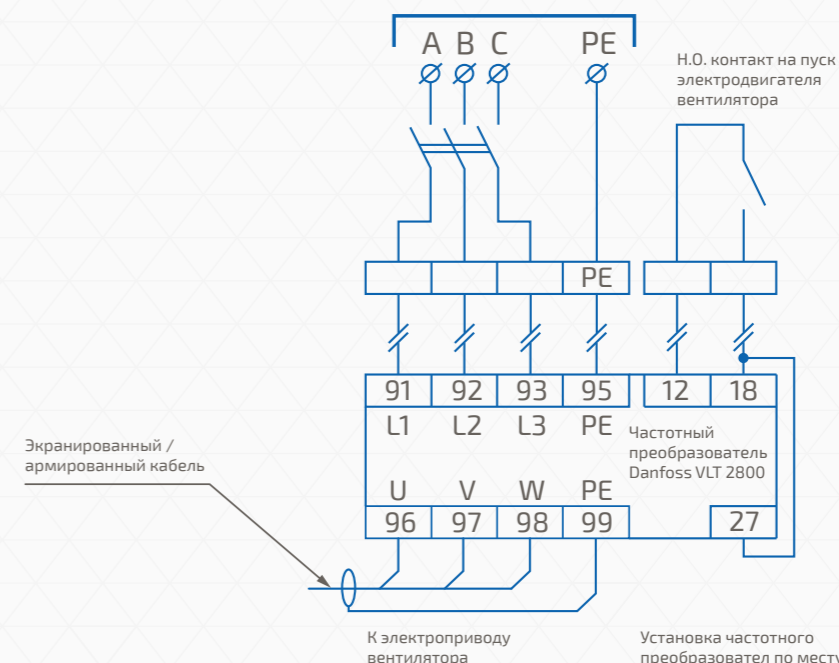 A B C PE
Н.О. контакт на пуск
электродвигателя
вентилятора
PE
91 92 93 95 12 18
L1 L2 L3 PE
Частотный
преобразователь
Danfoss VLT 2800
Экранированный /
армированный кабель
U V W PE
96 97 98 99 27
К электроприводу
вентилятора
Установка частотного
преобразовател по месту